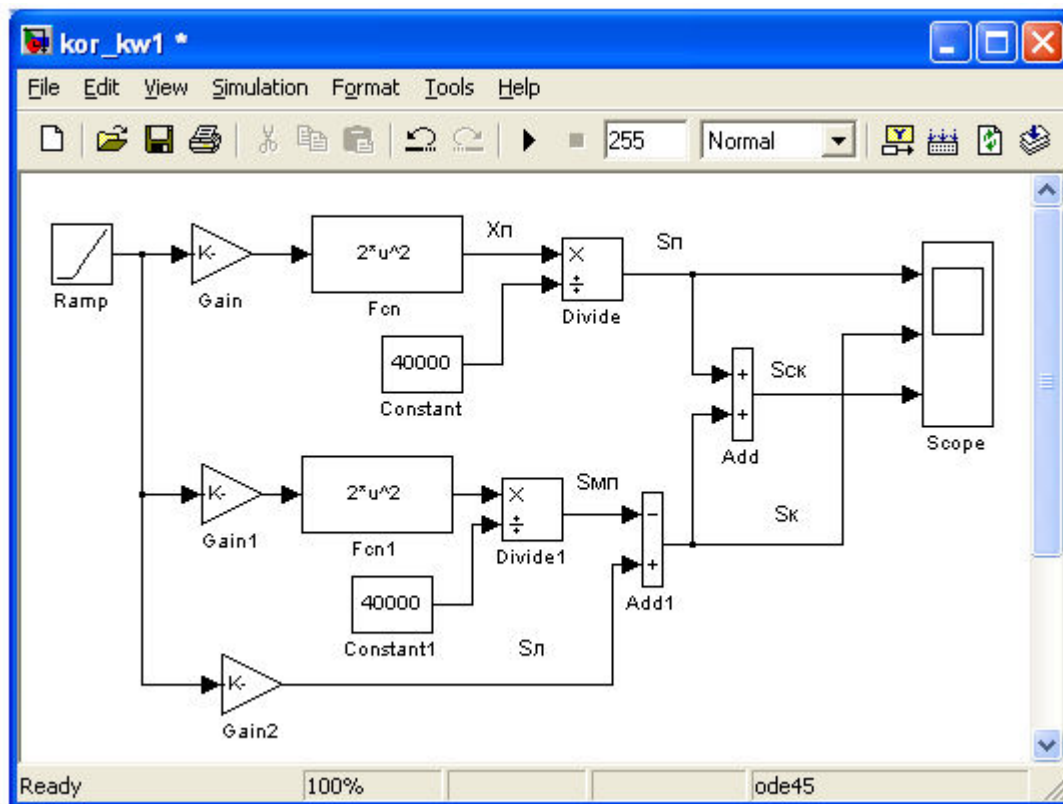 kor_kw1 *
File Edit View Simulation Format Tools Help
255 Normal
Xп
Sп
K-
2*u^2
×
÷
Ramp
Gain
Fcn
Divide
40000
Constant
+
+
Sск
Add
Scope
K-
2*u^2
×
÷
Sмп
−
+
Sк
Gain1
Fcn1
Divide1
Add1
40000
Constant1
Sл
K-
Gain2
Ready 100% ode45